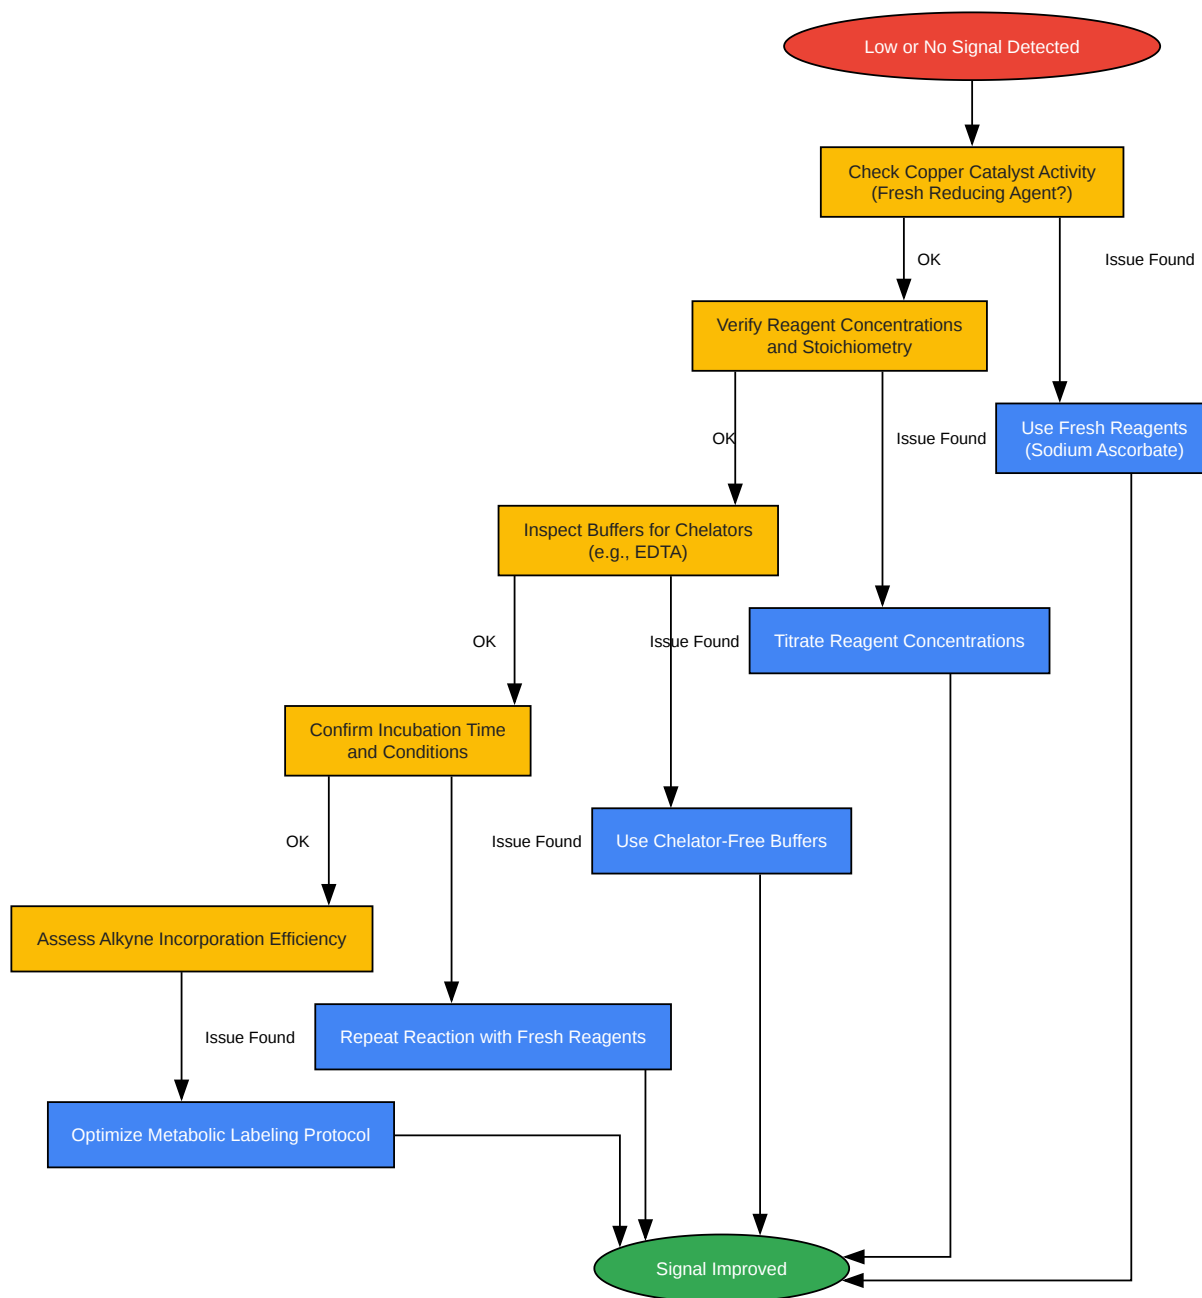 Low or No Signal Detected
Check Copper Catalyst Activity
(Fresh Reducing Agent?)
OK
Issue Found
Verify Reagent Concentrations
and Stoichiometry
OK
Issue Found
Use Fresh Reagents
(Sodium Ascorbate)
Inspect Buffers for Chelators
(e.g., EDTA)
OK
Issue Found
Titrate Reagent Concentrations
Confirm Incubation Time
and Conditions
OK
Issue Found
Use Chelator-Free Buffers
Assess Alkyne Incorporation Efficiency
Issue Found
Repeat Reaction with Fresh Reagents
Optimize Metabolic Labeling Protocol
Signal Improved